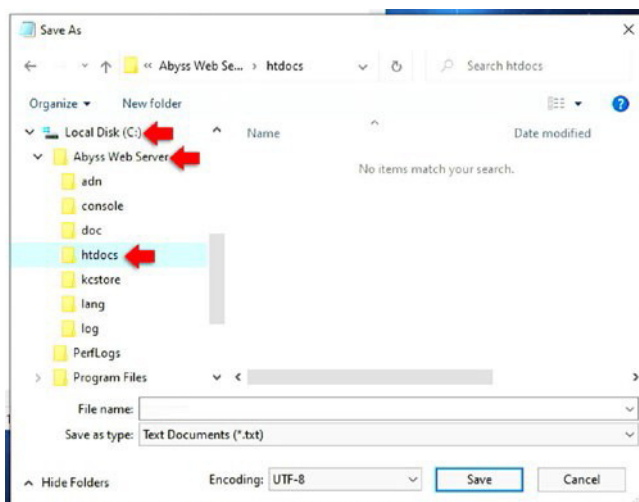 Save As
« Abyss Web Se... › htdocs
Search htdocs
Organize
New folder
Local Disk (C:)
Name
Date modified
Abyss Web Server
No items match your search.
adn
console
doc
htdocs
kcstore
lang
log
PerfLogs
Program Files
File name:
Save as type: Text Documents (*.txt)
Hide Folders
Encoding: UTF-8
Save
Cancel